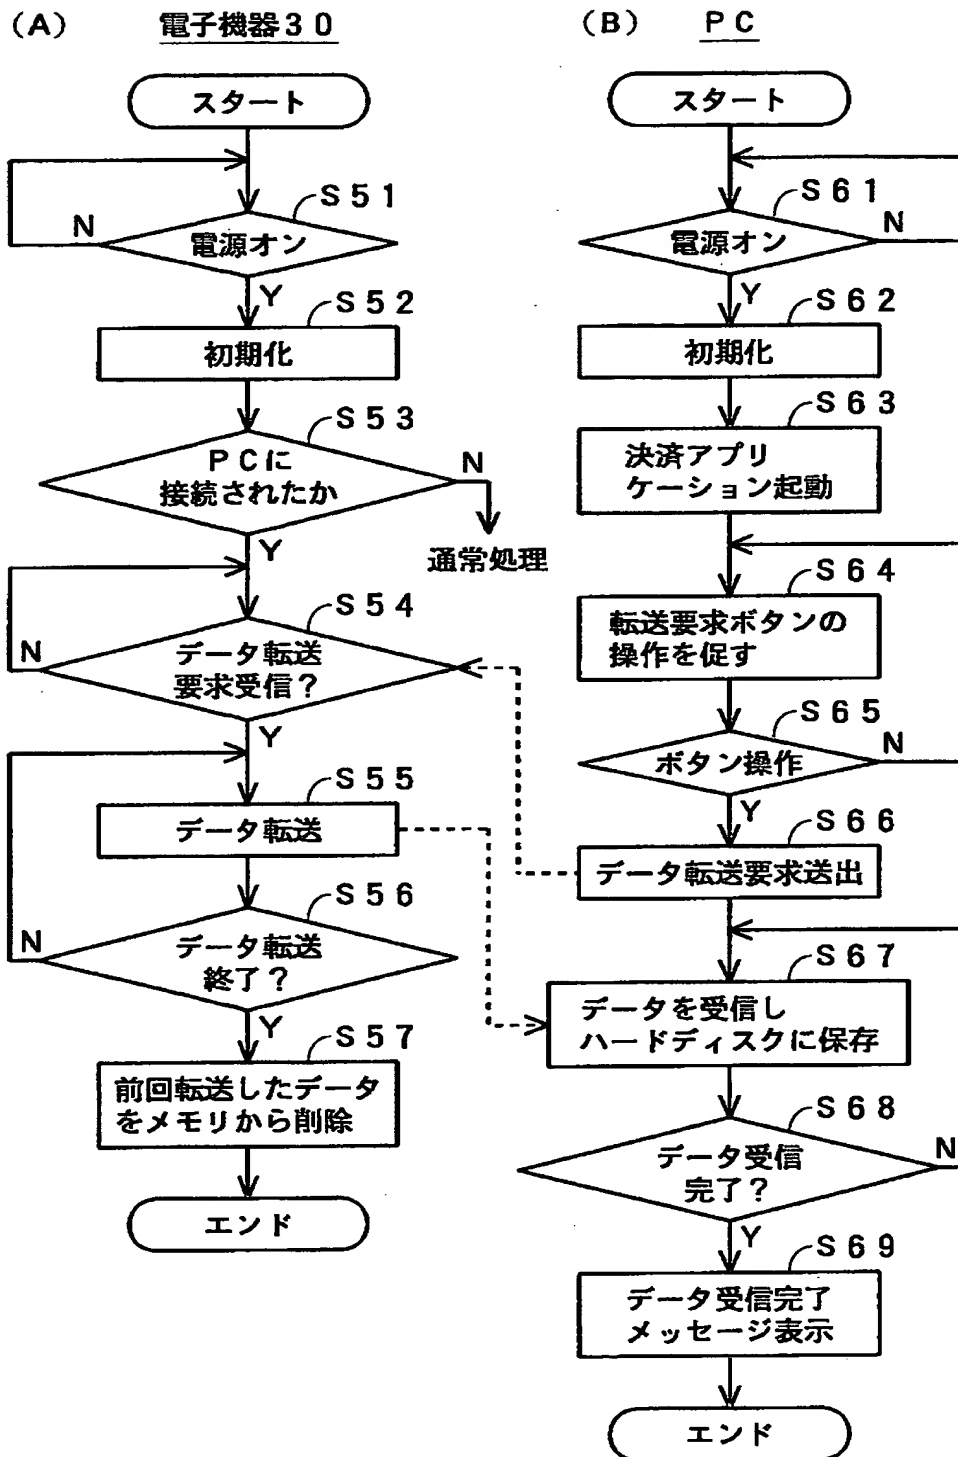 (A) 電子機器30
スタート
S51
電源オン
N
Y
S52
初期化
S53
PCに
接続されたか
N
Y
通常処理
S54
データ転送
要求受信?
N
Y
S55
データ転送
S56
データ転送
終了?
N
Y
S57
前回転送したデータ
をメモリから削除
エンド
(B) PC
スタート
S61
電源オン
N
Y
S62
初期化
S63
決済アプリ
ケーション起動
S64
転送要求ボタンの
操作を促す
S65
ボタン操作
N
Y
S66
データ転送要求送出
S67
データを受信し
ハードディスクに保存
S68
データ受信
完了?
N
Y
S69
データ受信完了
メッセージ表示
エンド